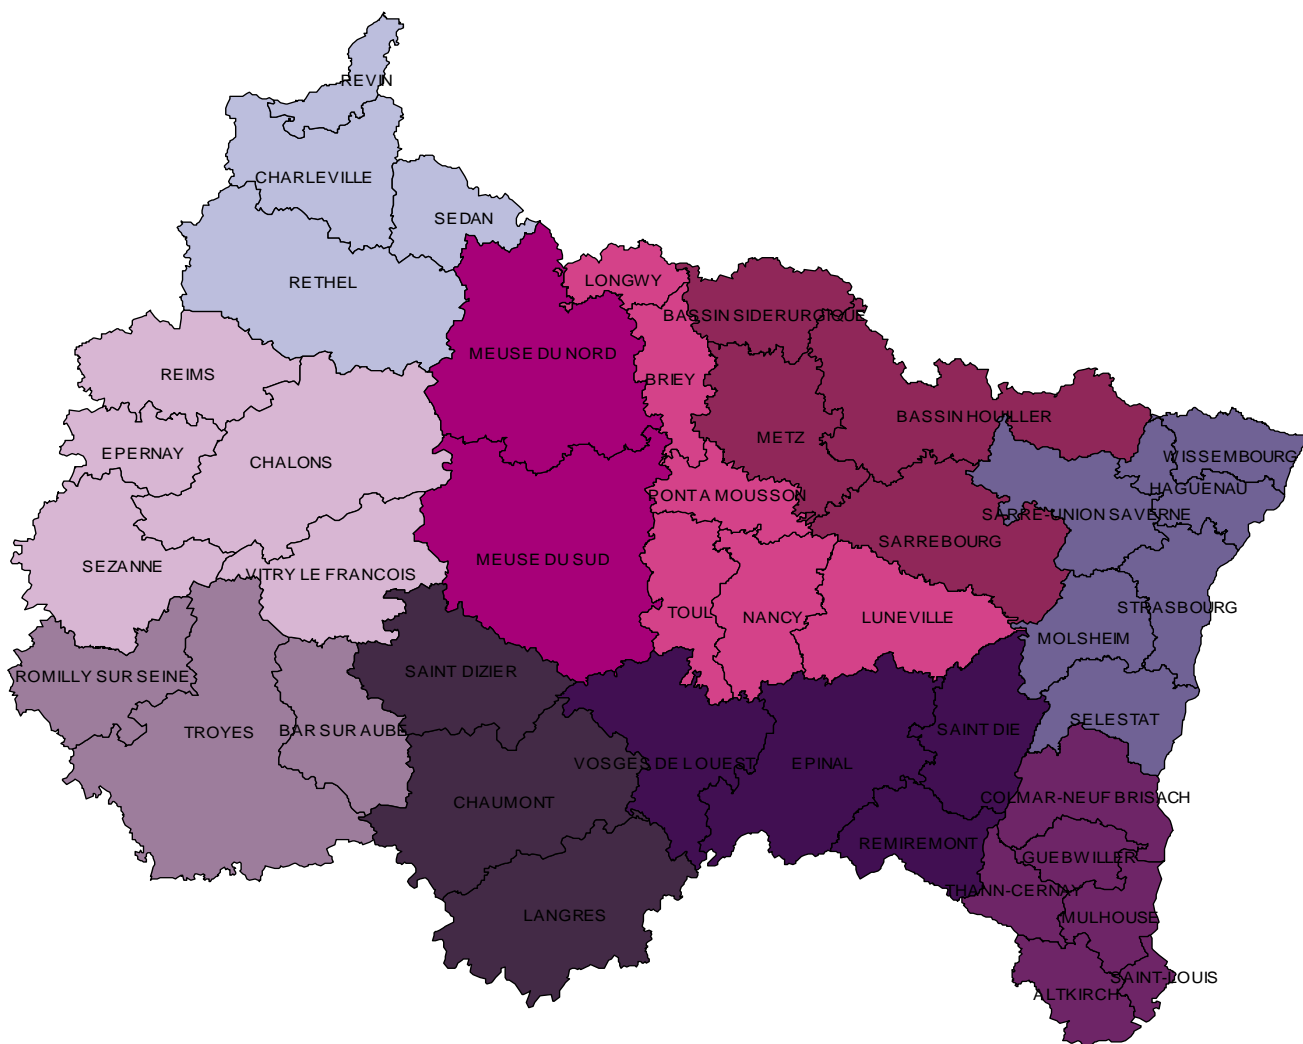 REVIN
CHARLEVILLE
SEDAN
RETHEL
LONGWY
BASSIN SIDERURGIQUE
MEUSE DU NORD
REIMS
BRIEY
BASSIN HOUILLER
METZ
EPERNAY
CHALONS
WISSEMBOURG
HAGUENAU
PONT A MOUSSON
SARRE-UNION SAVERNE
SARREBOURG
MEUSE DU SUD
SEZANNE
VITRY LE FRANCOIS
STRASBOURG
TOUL
NANCY
LUNEVILLE
MOLSHEIM
SAINT DIZIER
ROMILLY SUR SEINE
SELESTAT
TROYES
BAR SUR AUBE
SAINT DIE
VOSGES DE LOUEST
EPINAL
COLMAR-NEUF BRISACH
CHAUMONT
REMIREMONT
GUEBWILLER
THANN-CERNAY
LANGRES
MULHOUSE
SAINT-LOUIS
ALTKIRCH